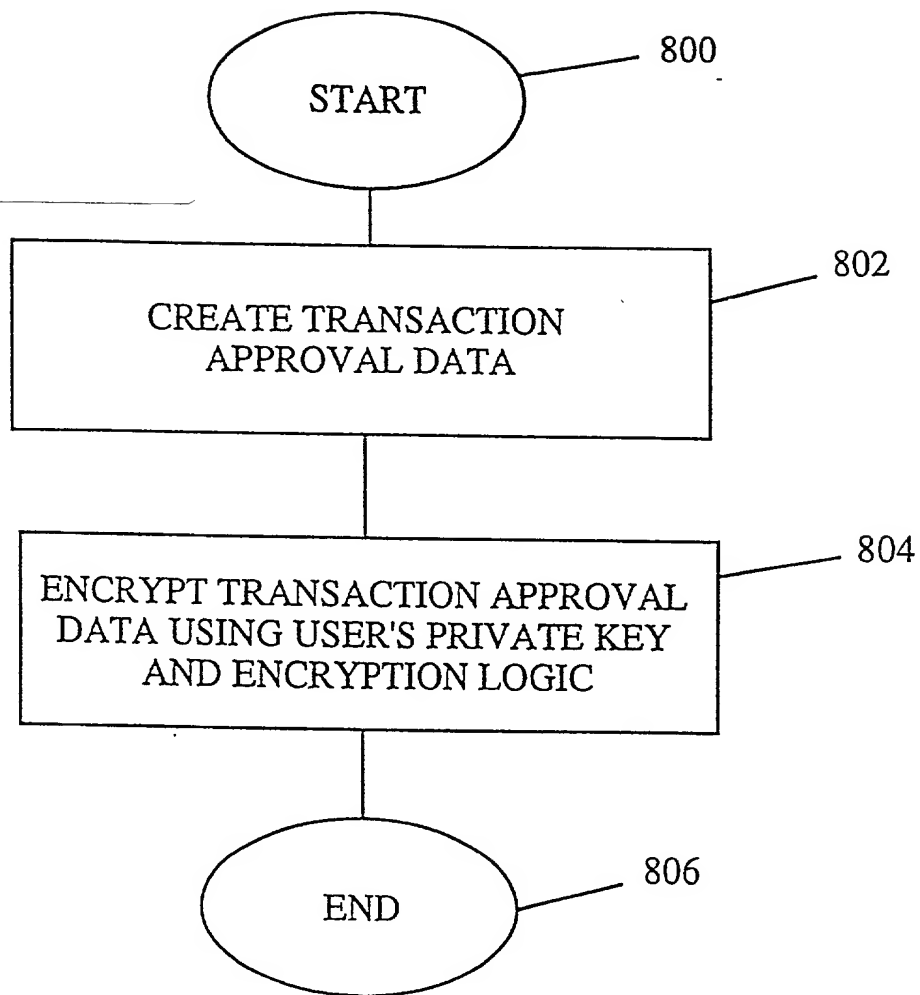 800
START
802
CREATE TRANSACTION
APPROVAL DATA
804
ENCRYPT TRANSACTION APPROVAL
DATA USING USER'S PRIVATE KEY
AND ENCRYPTION LOGIC
806
END